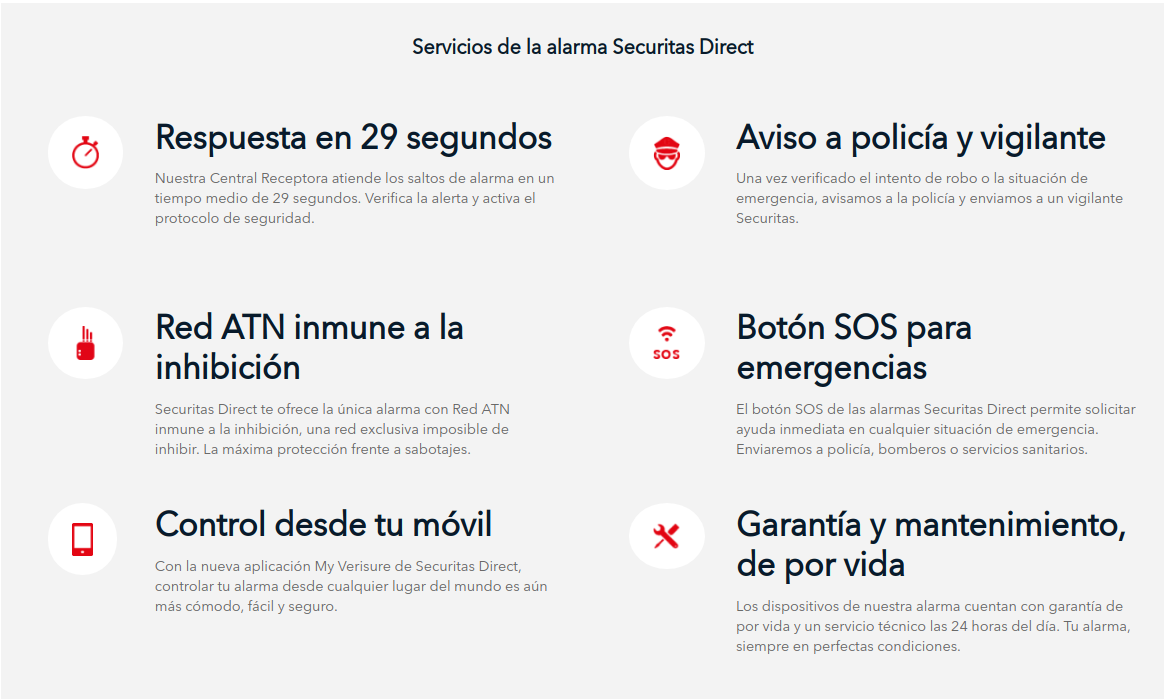 Servicios de la alarma Securitas Direct
Respuesta en 29 segundos
Nuestra Central Receptora atiende los saltos de alarma en un
tiempo medio de 29 segundos. Verifica la alerta y activa el
protocolo de seguridad.
Aviso a policía y vigilante
Una vez verificado el intento de robo o la situación de
emergencia, avisamos a la policía y enviamos a un vigilante
Securitas.
Red ATN inmune a la
inhibición
Securitas Direct te ofrece la única alarma con Red ATN
inmune a la inhibición, una red exclusiva imposible de
inhibir. La máxima protección frente a sabotajes.
SOS
Botón SOS para
emergencias
El botón SOS de las alarmas Securitas Direct permite solicitar
ayuda inmediata en cualquier situación de emergencia.
Enviaremos a policía, bomberos o servicios sanitarios.
Control desde tu móvil
Con la nueva aplicación My Verisure de Securitas Direct,
controlar tu alarma desde cualquier lugar del mundo es aún
más cómodo, fácil y seguro.
Garantía y mantenimiento,
de por vida
Los dispositivos de nuestra alarma cuentan con garantía de
por vida y un servicio técnico las 24 horas del día. Tu alarma,
siempre en perfectas condiciones.